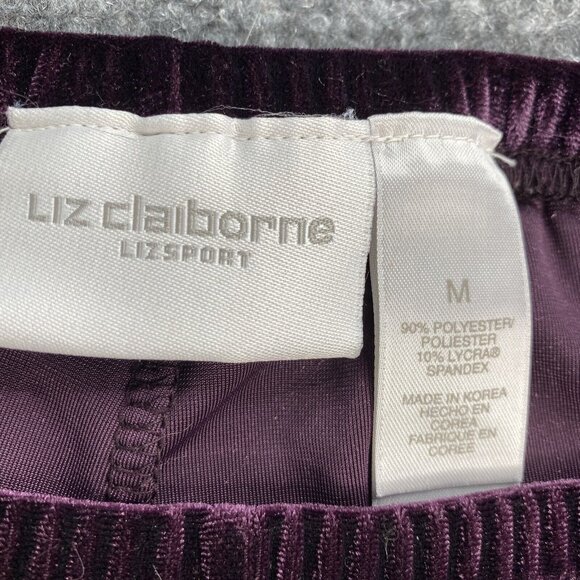 LIZ claiborne
LIZSPORT
M
90% POLYESTER/
POLIESTER
10% LYCRA®
SPANDEX
MADE IN KOREA
HECHO EN
COREA
FABRIQUE EN
COREE